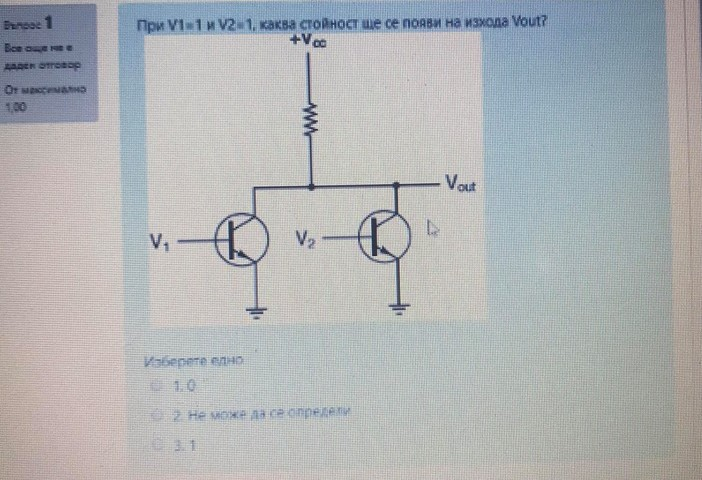 Въпрос 1
Все още не е
даден отговор
От максимално
1,00
При V1=1 и V2=1, каква стойност ще се появи на изхода Vout?
+Vcc
Vout
V1
V2
Изберете едно
1. 0
2. Не може да се определи
3. 1